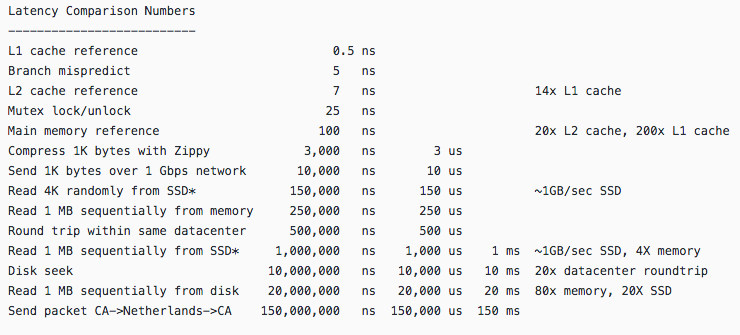 Latency Comparison Numbers
--------------------------
L1 cache reference 0.5 ns
Branch mispredict 5 ns
L2 cache reference 7 ns 14x L1 cache
Mutex lock/unlock 25 ns
Main memory reference 100 ns 20x L2 cache, 200x L1 cache
Compress 1K bytes with Zippy 3,000 ns 3 us
Send 1K bytes over 1 Gbps network 10,000 ns 10 us
Read 4K randomly from SSD* 150,000 ns 150 us ~1GB/sec SSD
Read 1 MB sequentially from memory 250,000 ns 250 us
Round trip within same datacenter 500,000 ns 500 us
Read 1 MB sequentially from SSD* 1,000,000 ns 1,000 us 1 ms ~1GB/sec SSD, 4X memory
Disk seek 10,000,000 ns 10,000 us 10 ms 20x datacenter roundtrip
Read 1 MB sequentially from disk 20,000,000 ns 20,000 us 20 ms 80x memory, 20X SSD
Send packet CA->Netherlands->CA 150,000,000 ns 150,000 us 150 ms